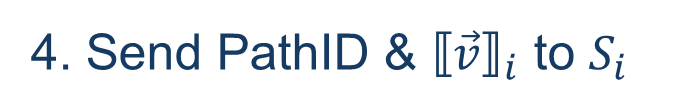 4. Send PathID & ⟦v⃗⟧ᵢ to Sᵢ